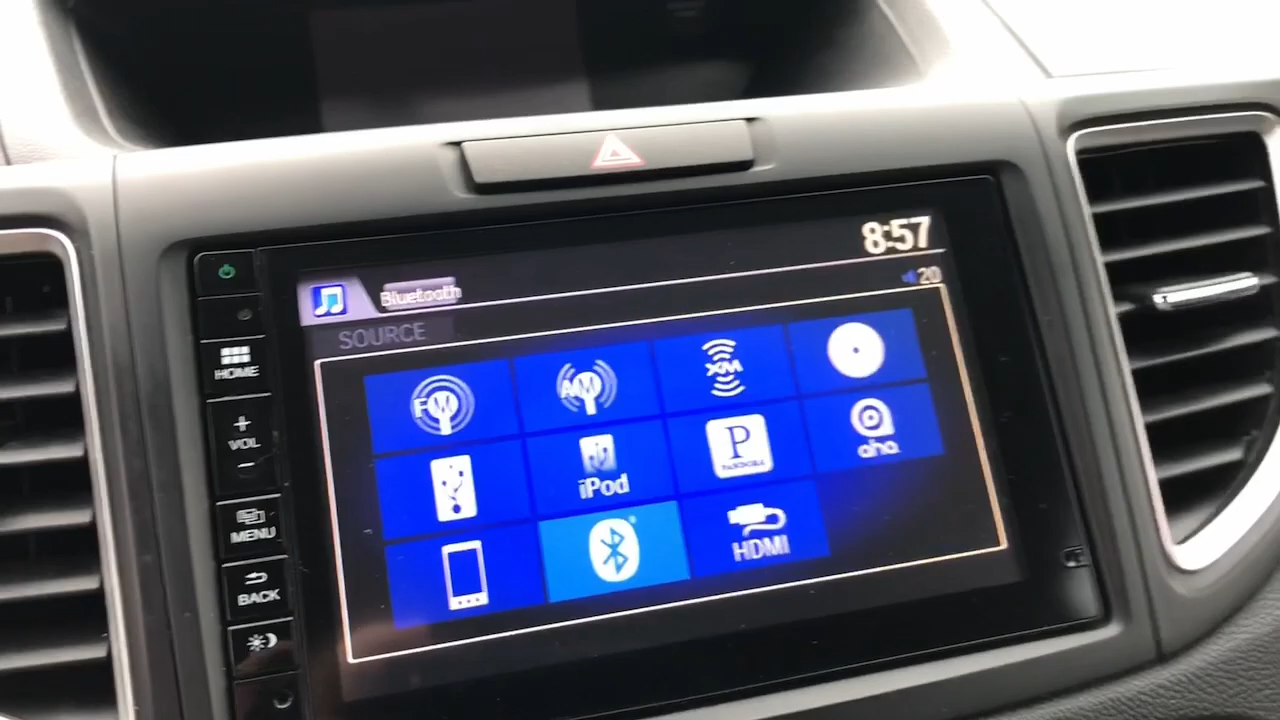 8:57
Bluetooth
20
SOURCE
FM
AM
XM
iPod
P
PANDORA
aha
HDMI
HOME
+
VOL
−
MENU
BACK